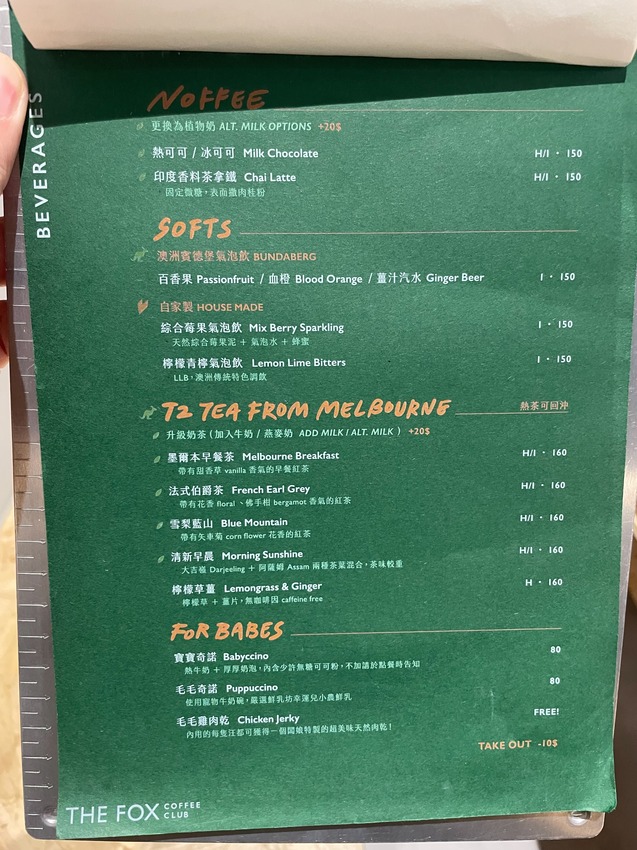 BEVERAGES
NOFFEE
更換為植物奶 ALT. MILK OPTIONS +20$
熱可可 / 冰可可 Milk Chocolate H/I · 150
印度香料茶拿鐵 Chai Latte H/I · 150
固定微糖，表面撒肉桂粉
SOFTS
澳洲賓德堡氣泡飲 BUNDABERG
百香果 Passionfruit / 血橙 Blood Orange / 薑汁汽水 Ginger Beer I · 150
自家製 HOUSE MADE
綜合莓果氣泡飲 Mix Berry Sparkling I · 150
天然綜合莓果泥 + 氣泡水 + 蜂蜜
檸檬青檸氣泡飲 Lemon Lime Bitters I · 150
LLB，澳洲傳統特色調飲
T2 TEA FROM MELBOURNE 熱茶可回沖
升級奶茶 ( 加入牛奶 / 燕麥奶 ADD MILK / ALT. MILK ) +20$
墨爾本早餐茶 Melbourne Breakfast H/I · 160
帶有甜香草 vanilla 香氣的早餐紅茶
法式伯爵茶 French Earl Grey H/I · 160
帶有花香 floral 、佛手柑 bergamot 香氣的紅茶
雪梨藍山 Blue Mountain H/I · 160
帶有矢車菊 corn flower 花香的紅茶
清新早晨 Morning Sunshine H/I · 160
大吉嶺 Darjeeling + 阿薩姆 Assam 兩種茶葉混合，茶味較重
檸檬草薑 Lemongrass & Ginger H · 160
檸檬草 + 薑片，無咖啡因 caffeine free
FOR BABES
寶寶奇諾 Babyccino 80
熱牛奶 + 厚厚奶泡，內含少許無糖可可粉，不加請於點餐時告知
毛毛奇諾 Puppuccino 80
使用寵物牛奶碗，嚴選鮮乳坊幸運兒小農鮮乳
毛毛雞肉乾 Chicken Jerky FREE!
內用的每隻汪都可獲得一個闆娘特製的超美味天然肉乾！
TAKE OUT -10$
THE FOX COFFEE CLUB